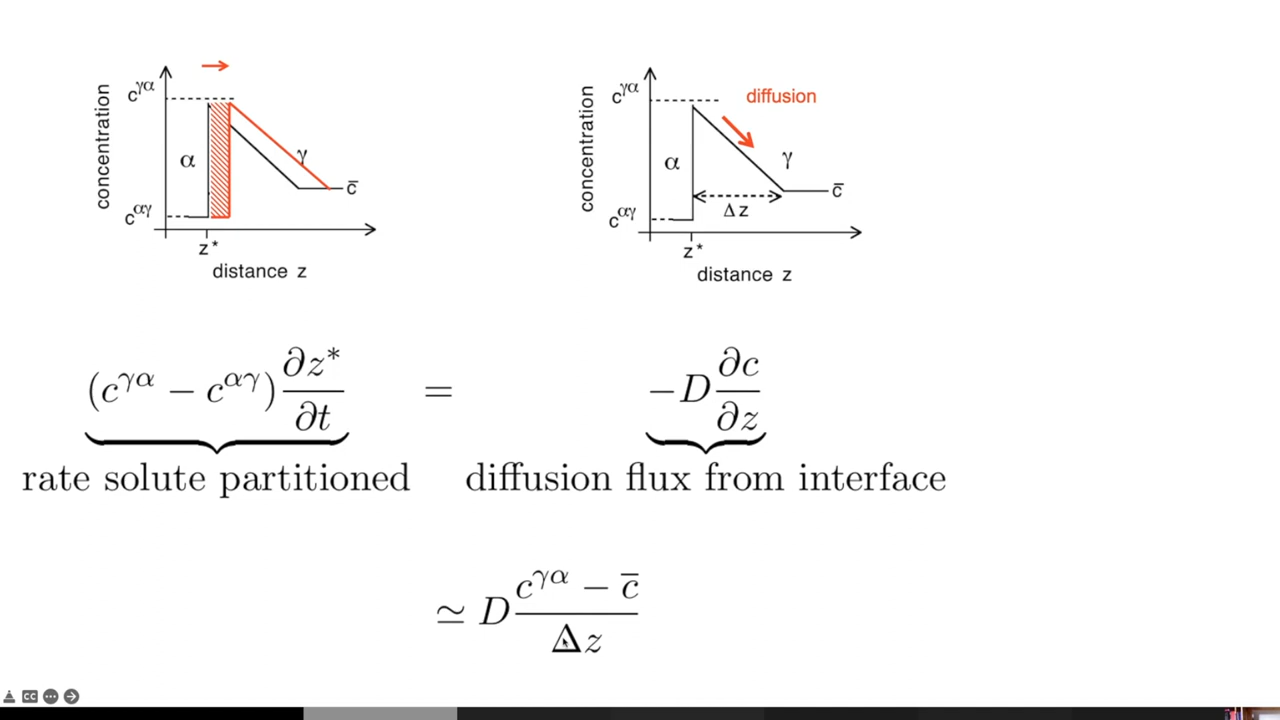 concentration
c^γα
α
γ
c̄
c^αγ
z*
distance z
concentration
c^γα
diffusion
α
γ
c̄
Δz
c^αγ
z*
distance z
(c^γα − c^αγ) ∂z*/∂t = −D ∂c/∂z
rate solute partitioned diffusion flux from interface
≃ D (c^γα − c̄)/Δz
CC